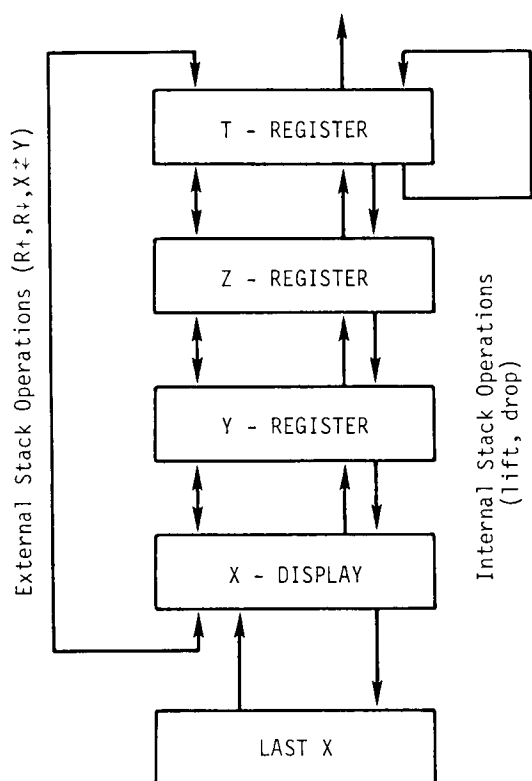 External Stack Operations (R↑,R↓,X⇄Y)
T - REGISTER
Z - REGISTER
Y - REGISTER
X - DISPLAY
LAST X
Internal Stack Operations
(lift, drop)